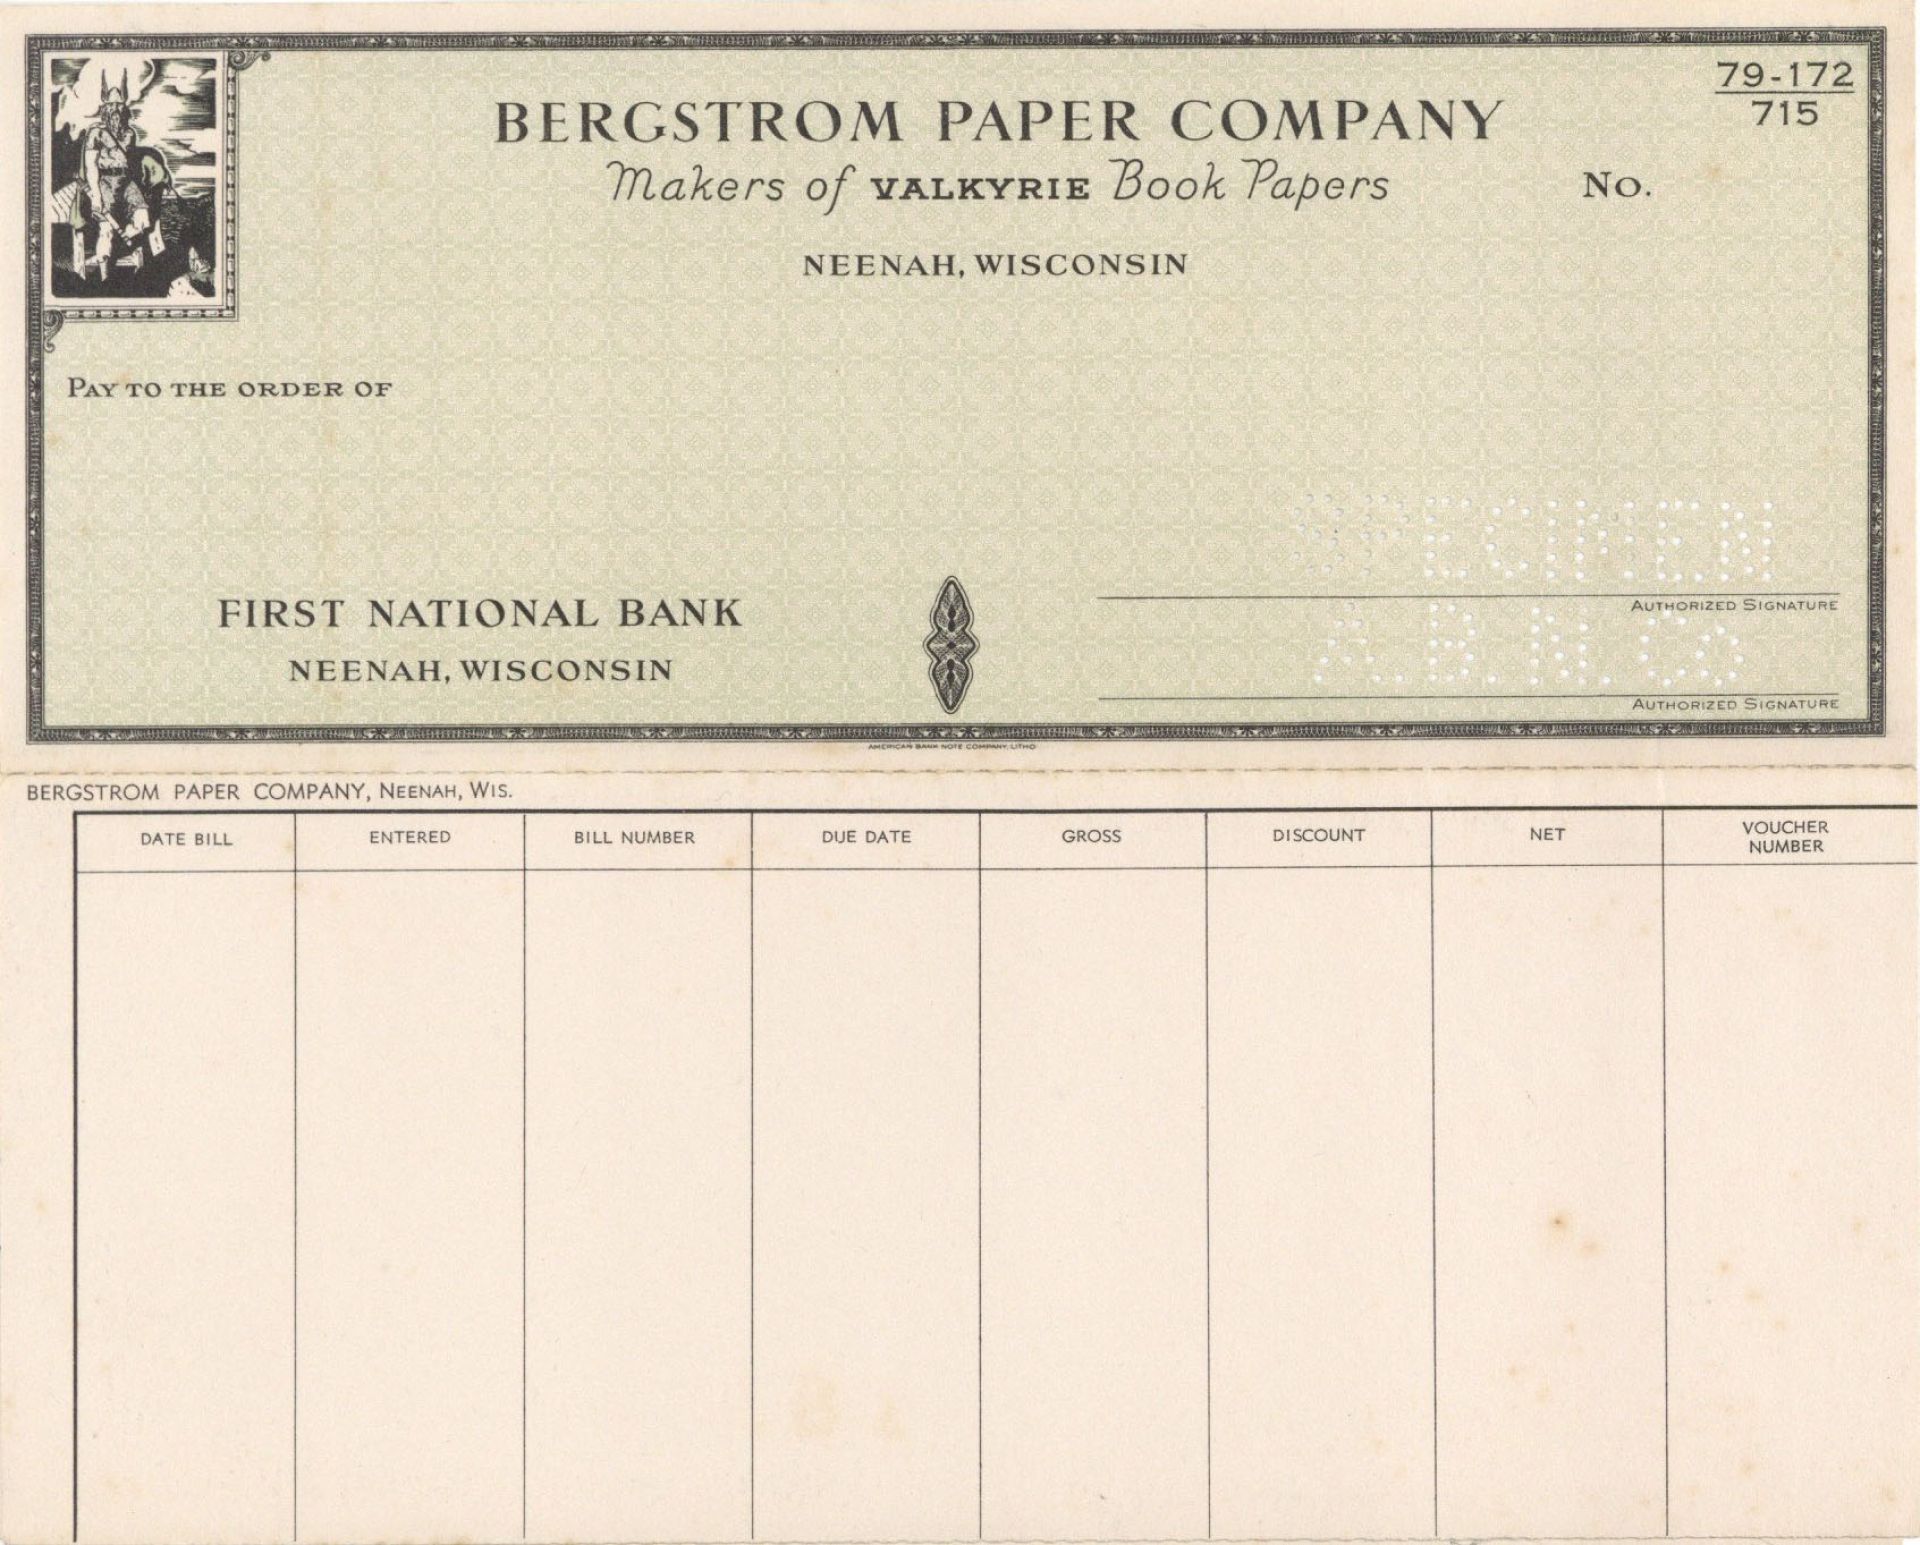 79-172
715
BERGSTROM PAPER COMPANY
Makers of VALKYRIE Book Papers
No.
NEENAH, WISCONSIN
PAY TO THE ORDER OF
SPECIMEN
FIRST NATIONAL BANK
AUTHORIZED SIGNATURE
A.B.N.Co.
NEENAH, WISCONSIN
AUTHORIZED SIGNATURE
AMERICAN BANK NOTE COMPANY, LITHO
BERGSTROM PAPER COMPANY, NEENAH, WIS.
DATE BILL
ENTERED
BILL NUMBER
DUE DATE
GROSS
DISCOUNT
NET
VOUCHER
NUMBER